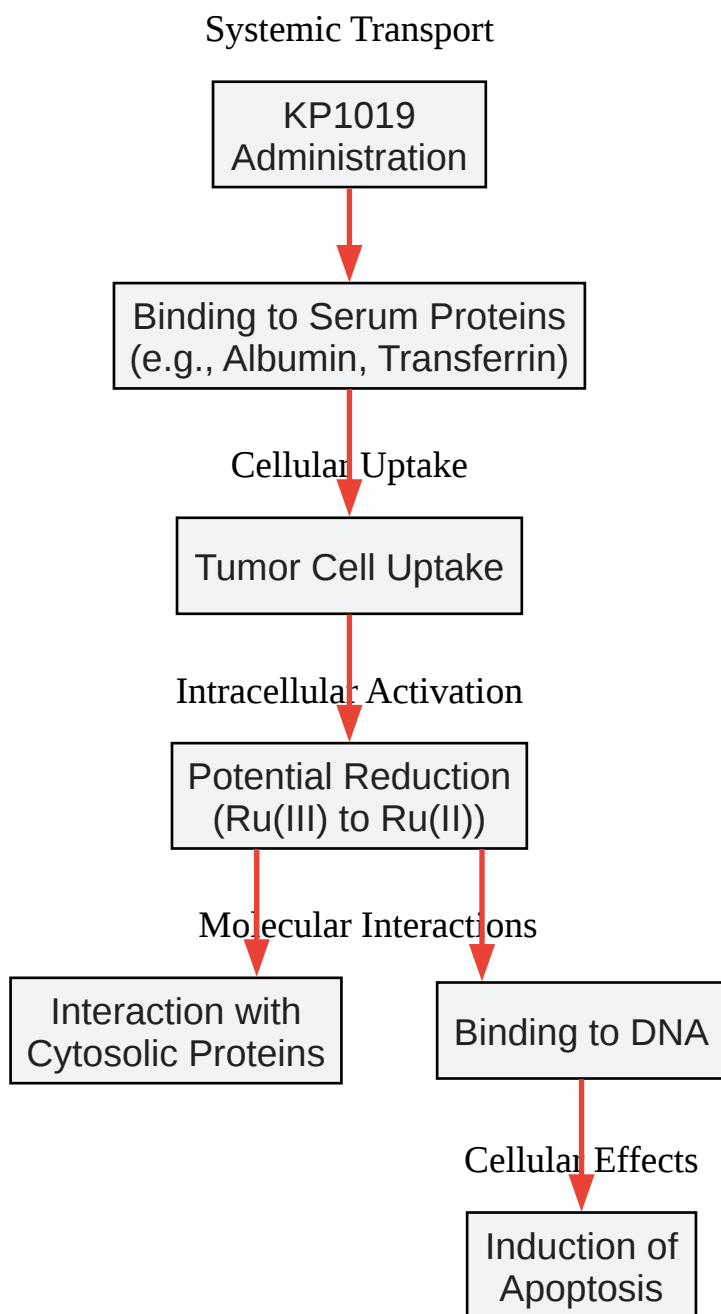 Systemic Transport
KP1019
Administration
Binding to Serum Proteins
(e.g., Albumin, Transferrin)
Cellular Uptake
Tumor Cell Uptake
Intracellular Activation
Potential Reduction
(Ru(III) to Ru(II))
Molecular Interactions
Interaction with
Cytosolic Proteins
Binding to DNA
Cellular Effects
Induction of
Apoptosis